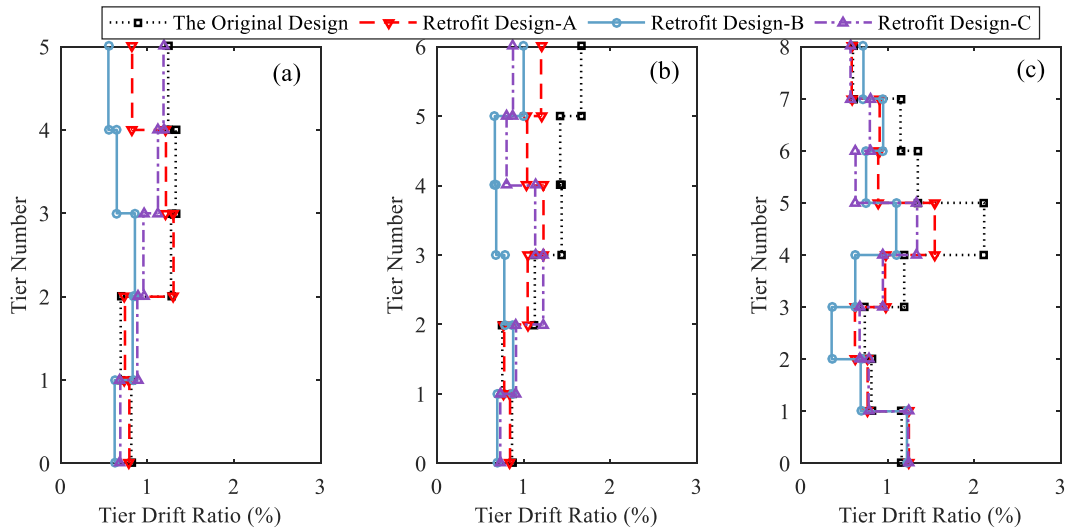 The Original Design Retrofit Design-A Retrofit Design-B Retrofit Design-C
(a)
5
4
3
2
1
0
Tier Number
0 1 2 3
Tier Drift Ratio (%)
(b)
6
5
4
3
2
1
0
Tier Number
0 1 2 3
Tier Drift Ratio (%)
(c)
8
7
6
5
4
3
2
1
0
Tier Number
0 1 2 3
Tier Drift Ratio (%)